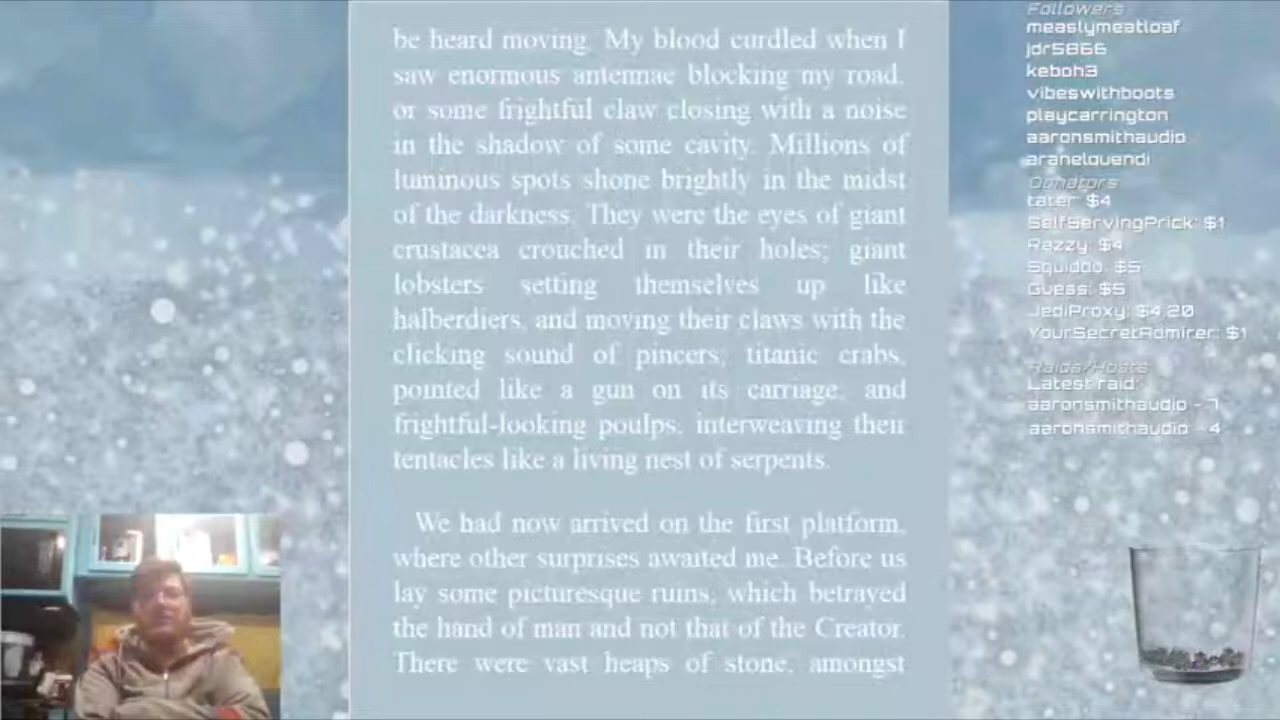 be heard moving. My blood curdled when I
saw enormous antennae blocking my road,
or some frightful claw closing with a noise
in the shadow of some cavity. Millions of
luminous spots shone brightly in the midst
of the darkness. They were the eyes of giant
crustacea crouched in their holes; giant
lobsters setting themselves up like
halberdiers, and moving their claws with the
clicking sound of pincers; titanic crabs,
pointed like a gun on its carriage; and
frightful-looking poulps, interweaving their
tentacles like a living nest of serpents.
We had now arrived on the first platform,
where other surprises awaited me. Before us
lay some picturesque ruins, which betrayed
the hand of man and not that of the Creator.
There were vast heaps of stone, amongst
Followers
measlymeatloaf
jdr5866
keboh3
vibeswithboots
playcarrington
aaronsmithaudio
aranelquendi
Donators
tater: $4
SelfServingPrick: $1
Razzy: $4
Squidoo: $5
Guess: $5
JediProxy: $4.20
YourSecretAdmirer: $1
Raids/Hosts
Latest raid:
aaronsmithaudio - 7
aaronsmithaudio - 4